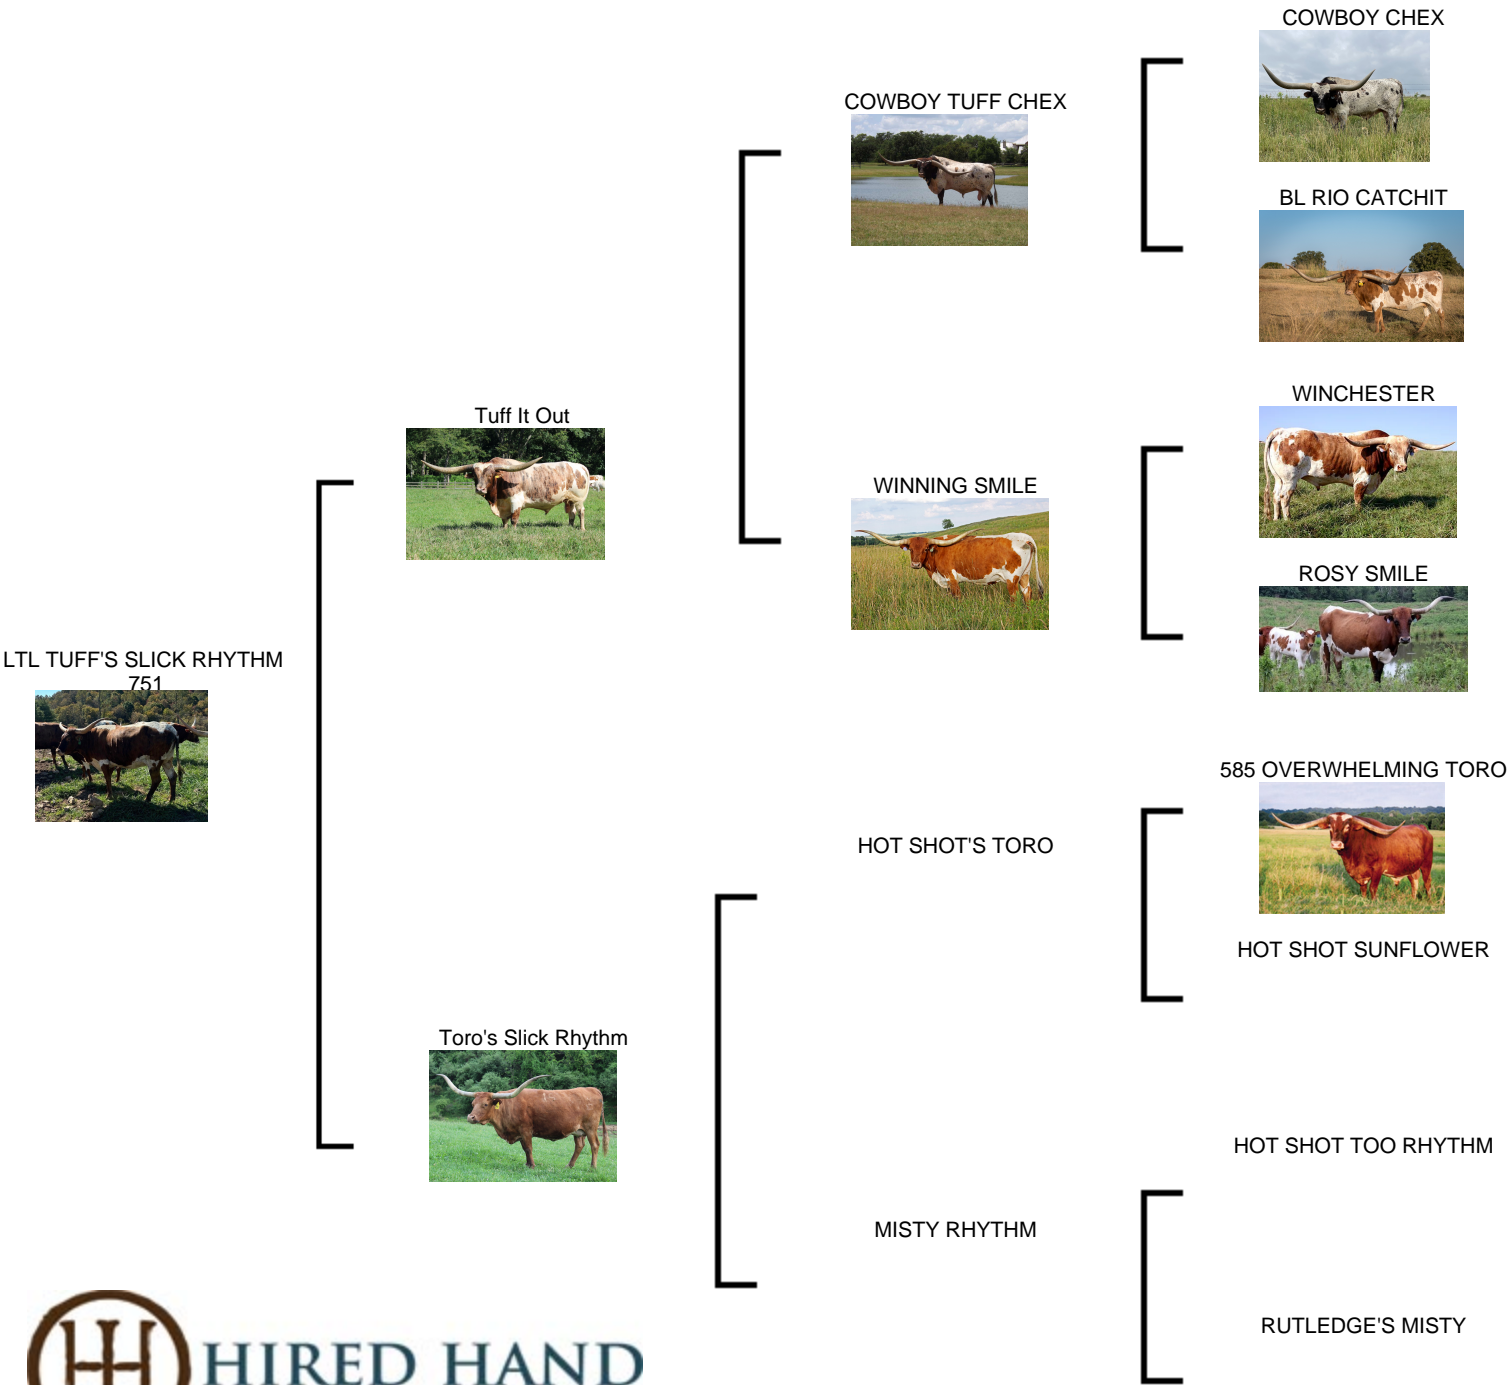 COWBOY CHEX
COWBOY TUFF CHEX
BL RIO CATCHIT
WINCHESTER
Tuff It Out
WINNING SMILE
ROSY SMILE
LTL TUFF'S SLICK RHYTHM
751
585 OVERWHELMING TORO
HOT SHOT'S TORO
HOT SHOT SUNFLOWER
Toro's Slick Rhythm
HOT SHOT TOO RHYTHM
MISTY RHYTHM
RUTLEDGE'S MISTY
HIRED HAND